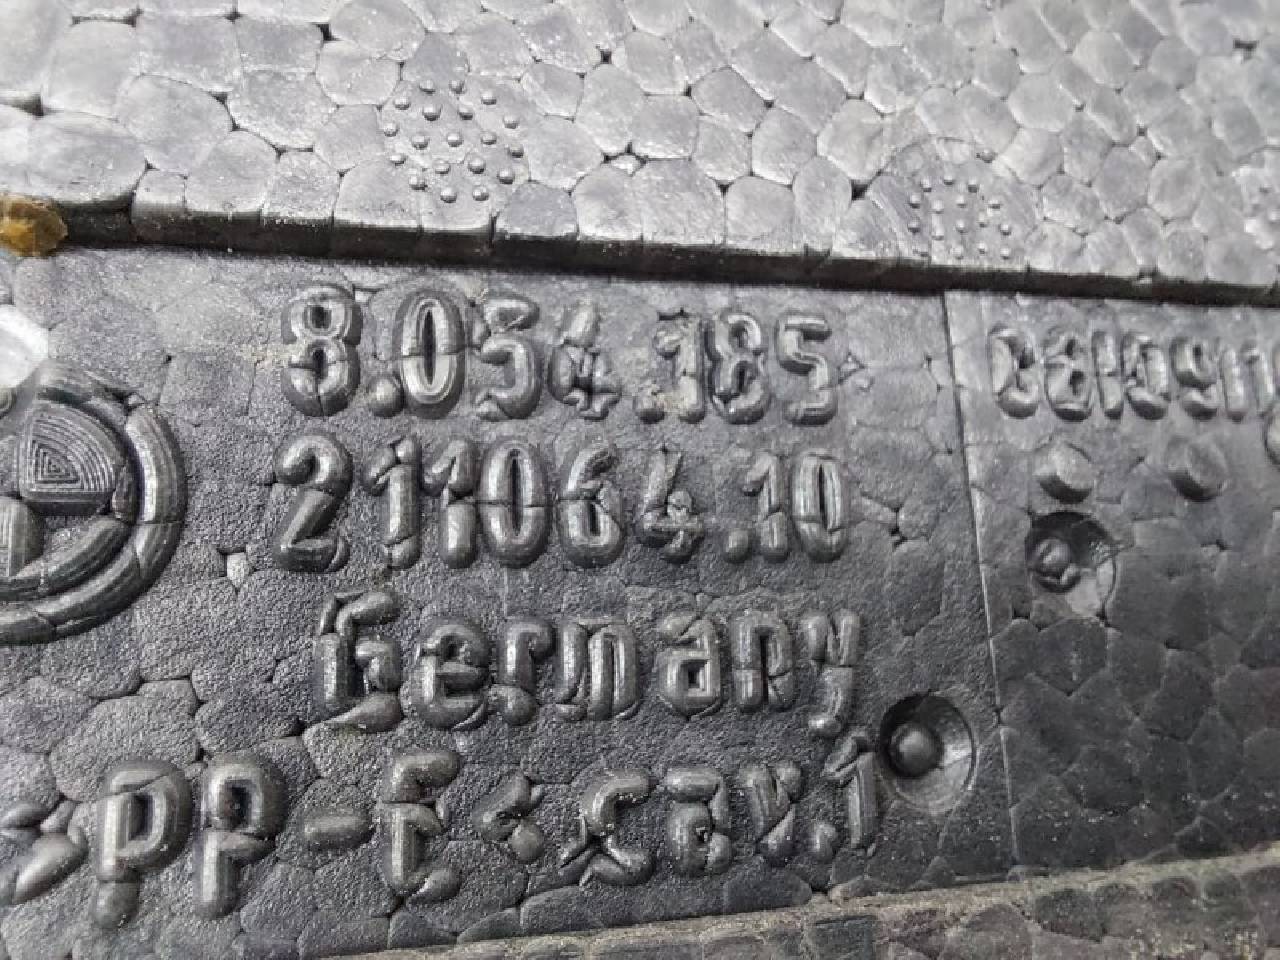 8.054.185
211064.10
Germany
>PP-E< cav.1